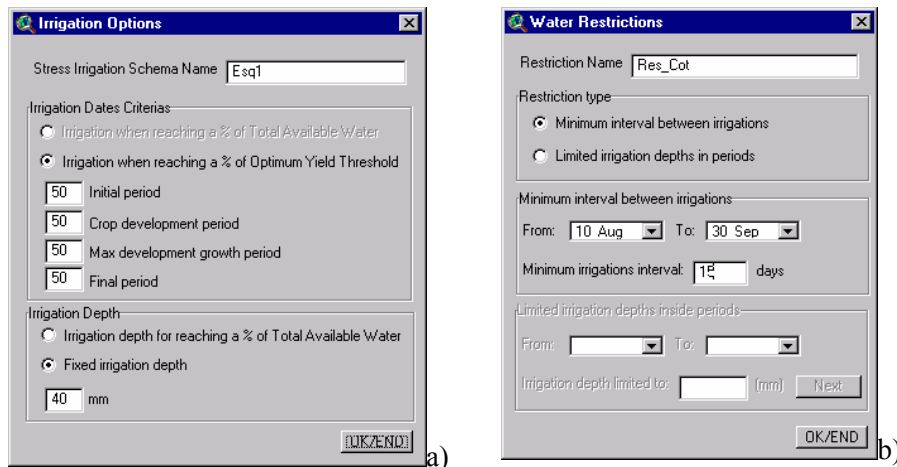 Irrigation Options
Stress Irrigation Schema Name Esq1
Irrigation Dates Criterias
Irrigation when reaching a % of Total Available Water
Irrigation when reaching a % of Optimum Yield Threshold
50 Initial period
50 Crop development period
50 Max development growth period
50 Final period
Irrigation Depth
Irrigation depth for reaching a % of Total Available Water
Fixed irrigation depth
40 mm
OK/END
a)
Water Restrictions
Restriction Name Res_Cot
Restriction type
Minimum interval between irrigations
Limited irrigation depths in periods
Minimum interval between irrigations
From: 10 Aug To: 30 Sep
Minimum irrigations interval: 15 days
Limited irrigation depths inside periods
From: To:
Irrigation depth limited to: (mm) Next
OK/END
b)